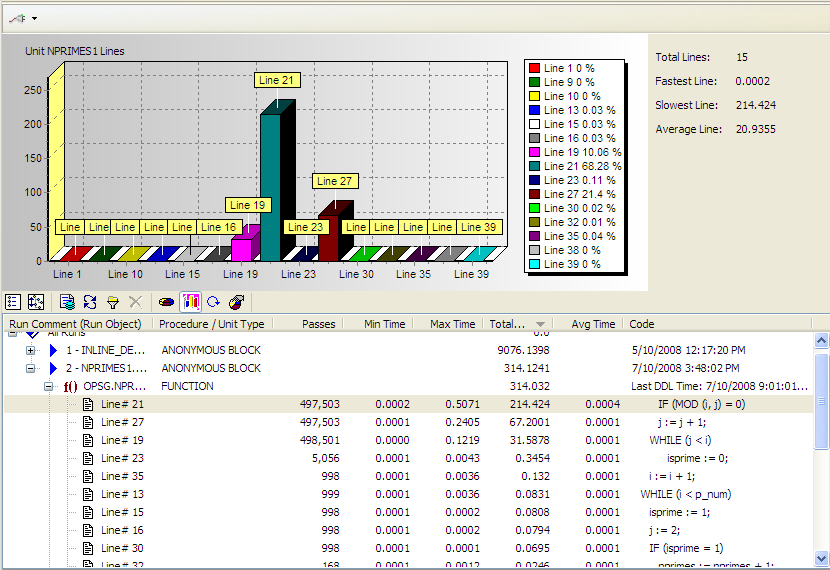 Unit NPRIMES1 Lines
250
200
150
100
50
0
Line 21
Line 27
Line 19
Line
Line
Line
Line
Line
Line 16
Line 23
Line
Line
Line
Line
Line 39
Line 1
Line 10
Line 15
Line 19
Line 23
Line 30
Line 35
Line 39
Line 1 0 %
Line 9 0 %
Line 10 0 %
Line 13 0.03 %
Line 15 0.03 %
Line 16 0.03 %
Line 19 10.06 %
Line 21 68.28 %
Line 23 0.11 %
Line 27 21.4 %
Line 30 0.02 %
Line 32 0.01 %
Line 35 0.04 %
Line 38 0 %
Line 39 0 %
Total Lines: 15
Fastest Line: 0.0002
Slowest Line: 214.424
Average Line: 20.9355
Run Comment (Run Object) Procedure / Unit Type Passes Min Time Max Time Total... Avg Time Code
All Runs 0.0
1 - INLINE_DE... ANONYMOUS BLOCK 9076.1398 5/10/2008 12:17:20 PM
2 - NPRIMES1.... ANONYMOUS BLOCK 314.1241 7/10/2008 3:48:02 PM
f() OPSG.NPR... FUNCTION 314.032 Last DDL Time: 7/10/2008 9:01:01...
Line# 21 497,503 0.0002 0.5071 214.424 0.0004 IF (MOD (i, j) = 0)
Line# 27 497,503 0.0001 0.2405 67.2001 0.0001 j := j + 1;
Line# 19 498,501 0.0000 0.1219 31.5878 0.0001 WHILE (j < i)
Line# 23 5,056 0.0001 0.0043 0.3454 0.0001 isprime := 0;
Line# 35 998 0.0001 0.0036 0.132 0.0001 i := i + 1;
Line# 13 999 0.0001 0.0036 0.0831 0.0001 WHILE (i < p_num)
Line# 15 998 0.0001 0.0002 0.0808 0.0001 isprime := 1;
Line# 16 998 0.0001 0.0002 0.0794 0.0001 j := 2;
Line# 30 998 0.0001 0.0001 0.0695 0.0001 IF (isprime = 1)
Line# 32 168 0.0001 0.0012 0.0246 0.0001 nprimes := nprimes + 1;